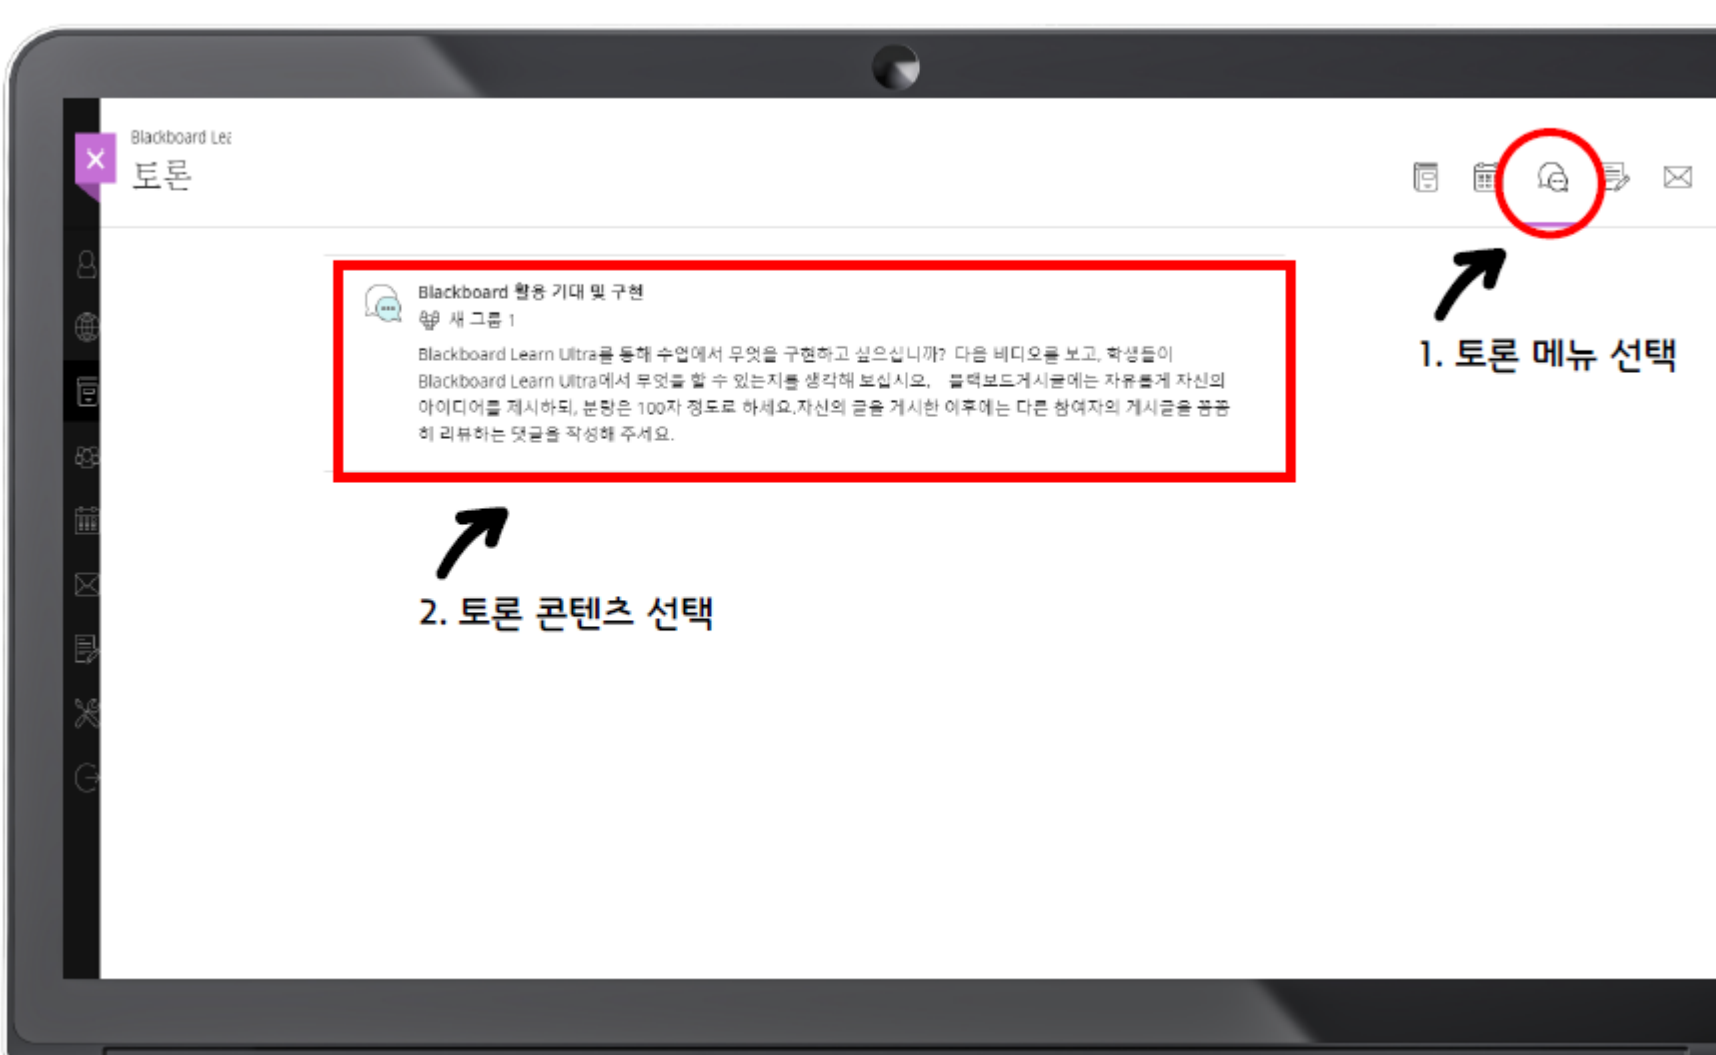 Blackboard Lea
토론
Blackboard 활용 기대 및 구현
새 그룹 1
Blackboard Learn Ultra를 통해 수업에서 무엇을 구현하고 싶으십니까? 다음 비디오를 보고, 학생들이
Blackboard Learn Ultra에서 무엇을 할 수 있는지를 생각해 보십시오. 블랙보드게시글에는 자유롭게 자신의
아이디어를 제시하되, 분량은 100자 정도로 하세요.자신의 글을 게시한 이후에는 다른 참여자의 게시글을 꼼꼼
히 리뷰하는 댓글을 작성해 주세요.
1. 토론 메뉴 선택
2. 토론 콘텐츠 선택